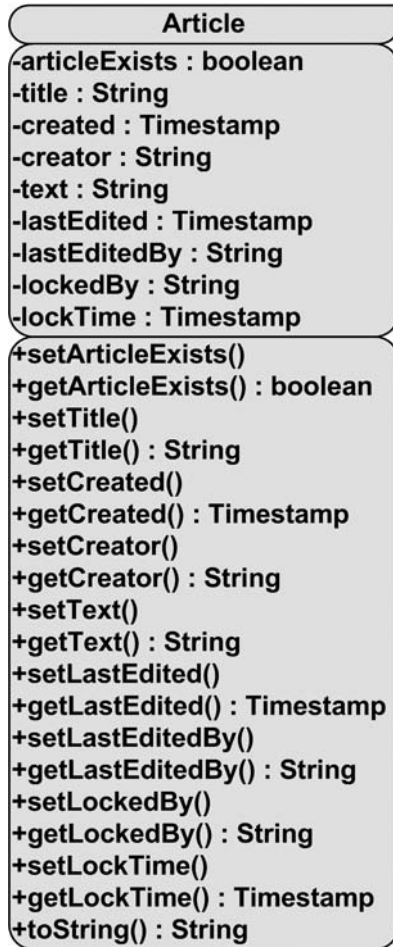 Article
-articleExists : boolean
-title : String
-created : Timestamp
-creator : String
-text : String
-lastEdited : Timestamp
-lastEditedBy : String
-lockedBy : String
-lockTime : Timestamp
+setArticleExists()
+getArticleExists() : boolean
+setTitle()
+getTitle() : String
+setCreated()
+getCreated() : Timestamp
+setCreator()
+getCreator() : String
+setText()
+getText() : String
+setLastEdited()
+getLastEdited() : Timestamp
+setLastEditedBy()
+getLastEditedBy() : String
+setLockedBy()
+getLockedBy() : String
+setLockTime()
+getLockTime() : Timestamp
+toString() : String